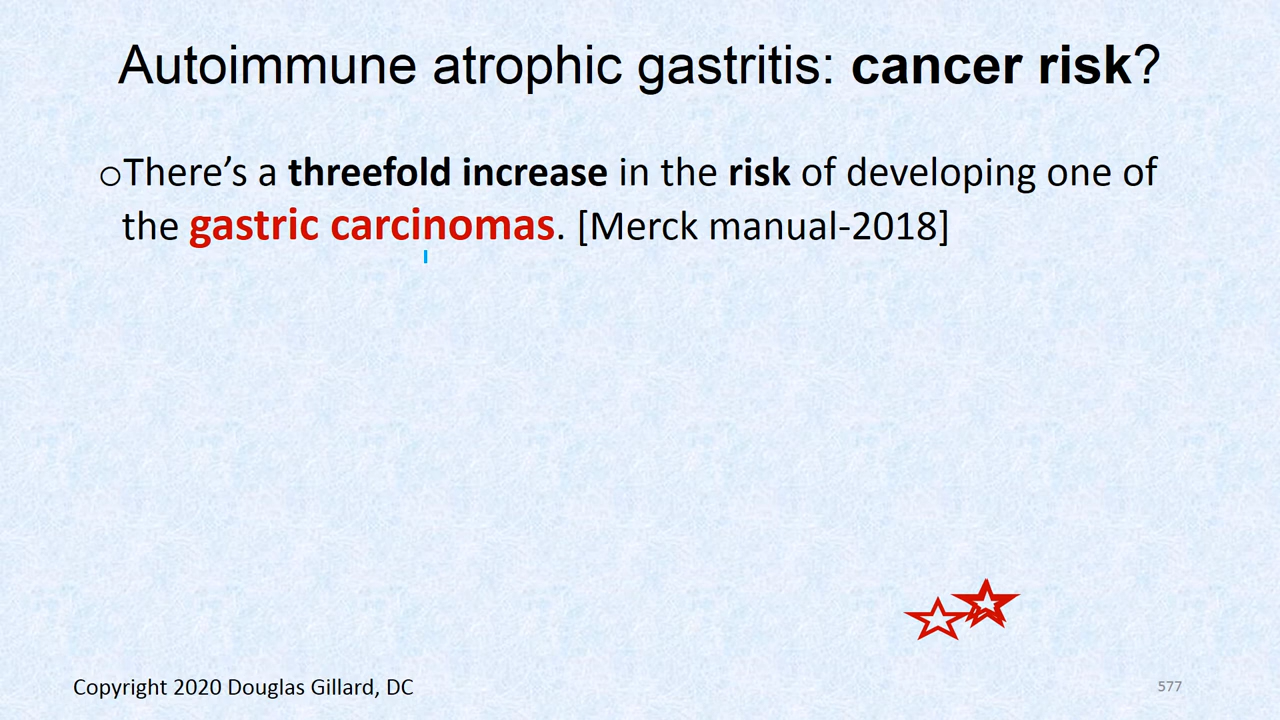 Autoimmune atrophic gastritis: cancer risk?
○There’s a threefold increase in the risk of developing one of
the gastric carcinomas. [Merck manual-2018]
Copyright 2020 Douglas Gillard, DC
577